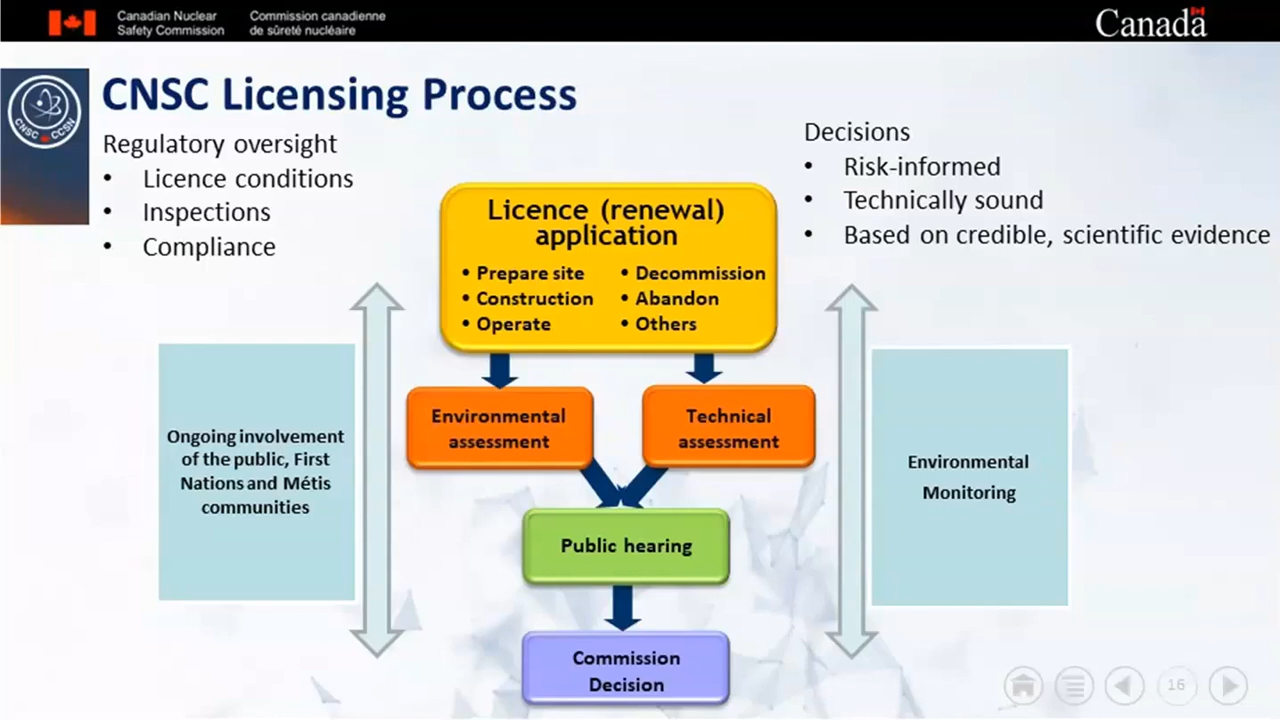 Canadian Nuclear
Safety Commission
Commission canadienne
de sûreté nucléaire
Canada
CNSC CCSN
CNSC Licensing Process
Regulatory oversight
• Licence conditions
• Inspections
• Compliance
Decisions
• Risk-informed
• Technically sound
• Based on credible, scientific evidence
Licence (renewal)
application
• Prepare site
• Construction
• Operate
• Decommission
• Abandon
• Others
Environmental
assessment
Technical
assessment
Ongoing involvement
of the public, First
Nations and Métis
communities
Environmental
Monitoring
Public hearing
Commission
Decision
16